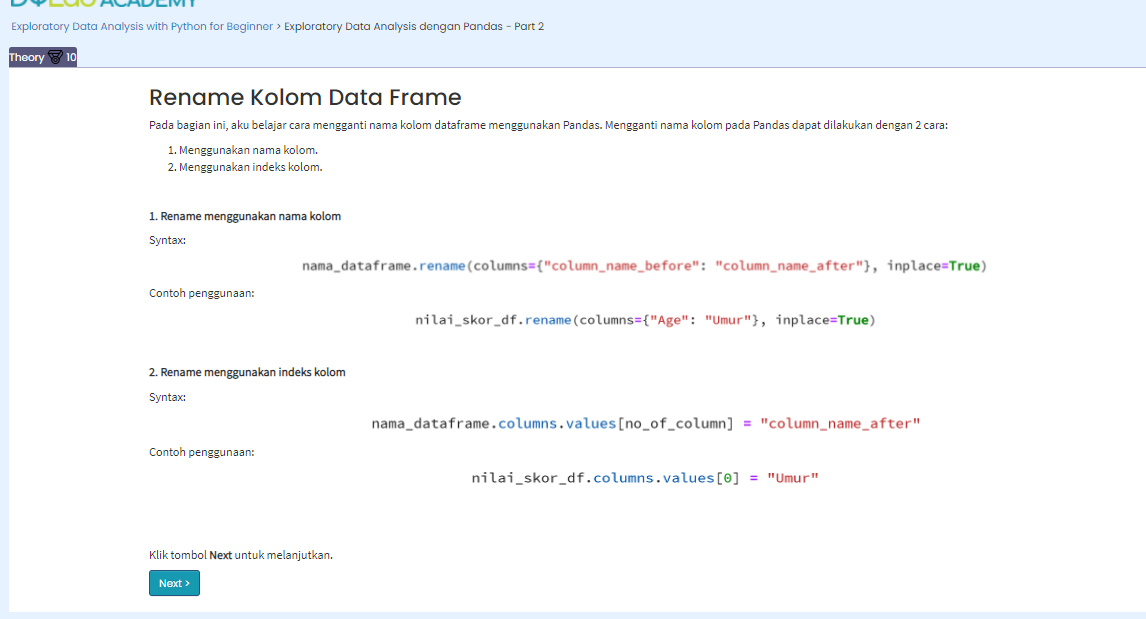 ACADEMY
Exploratory Data Analysis with Python for Beginner > Exploratory Data Analysis dengan Pandas - Part 2
Theory 10
Rename Kolom Data Frame
Pada bagian ini, aku belajar cara mengganti nama kolom dataframe menggunakan Pandas. Mengganti nama kolom pada Pandas dapat dilakukan dengan 2 cara:
1. Menggunakan nama kolom.
2. Menggunakan indeks kolom.
1. Rename menggunakan nama kolom
Syntax:
nama_dataframe.rename(columns={"column_name_before": "column_name_after"}, inplace=True)
Contoh penggunaan:
nilai_skor_df.rename(columns={"Age": "Umur"}, inplace=True)
2. Rename menggunakan indeks kolom
Syntax:
nama_dataframe.columns.values[no_of_column] = "column_name_after"
Contoh penggunaan:
nilai_skor_df.columns.values[0] = "Umur"
Klik tombol Next untuk melanjutkan.
Next >